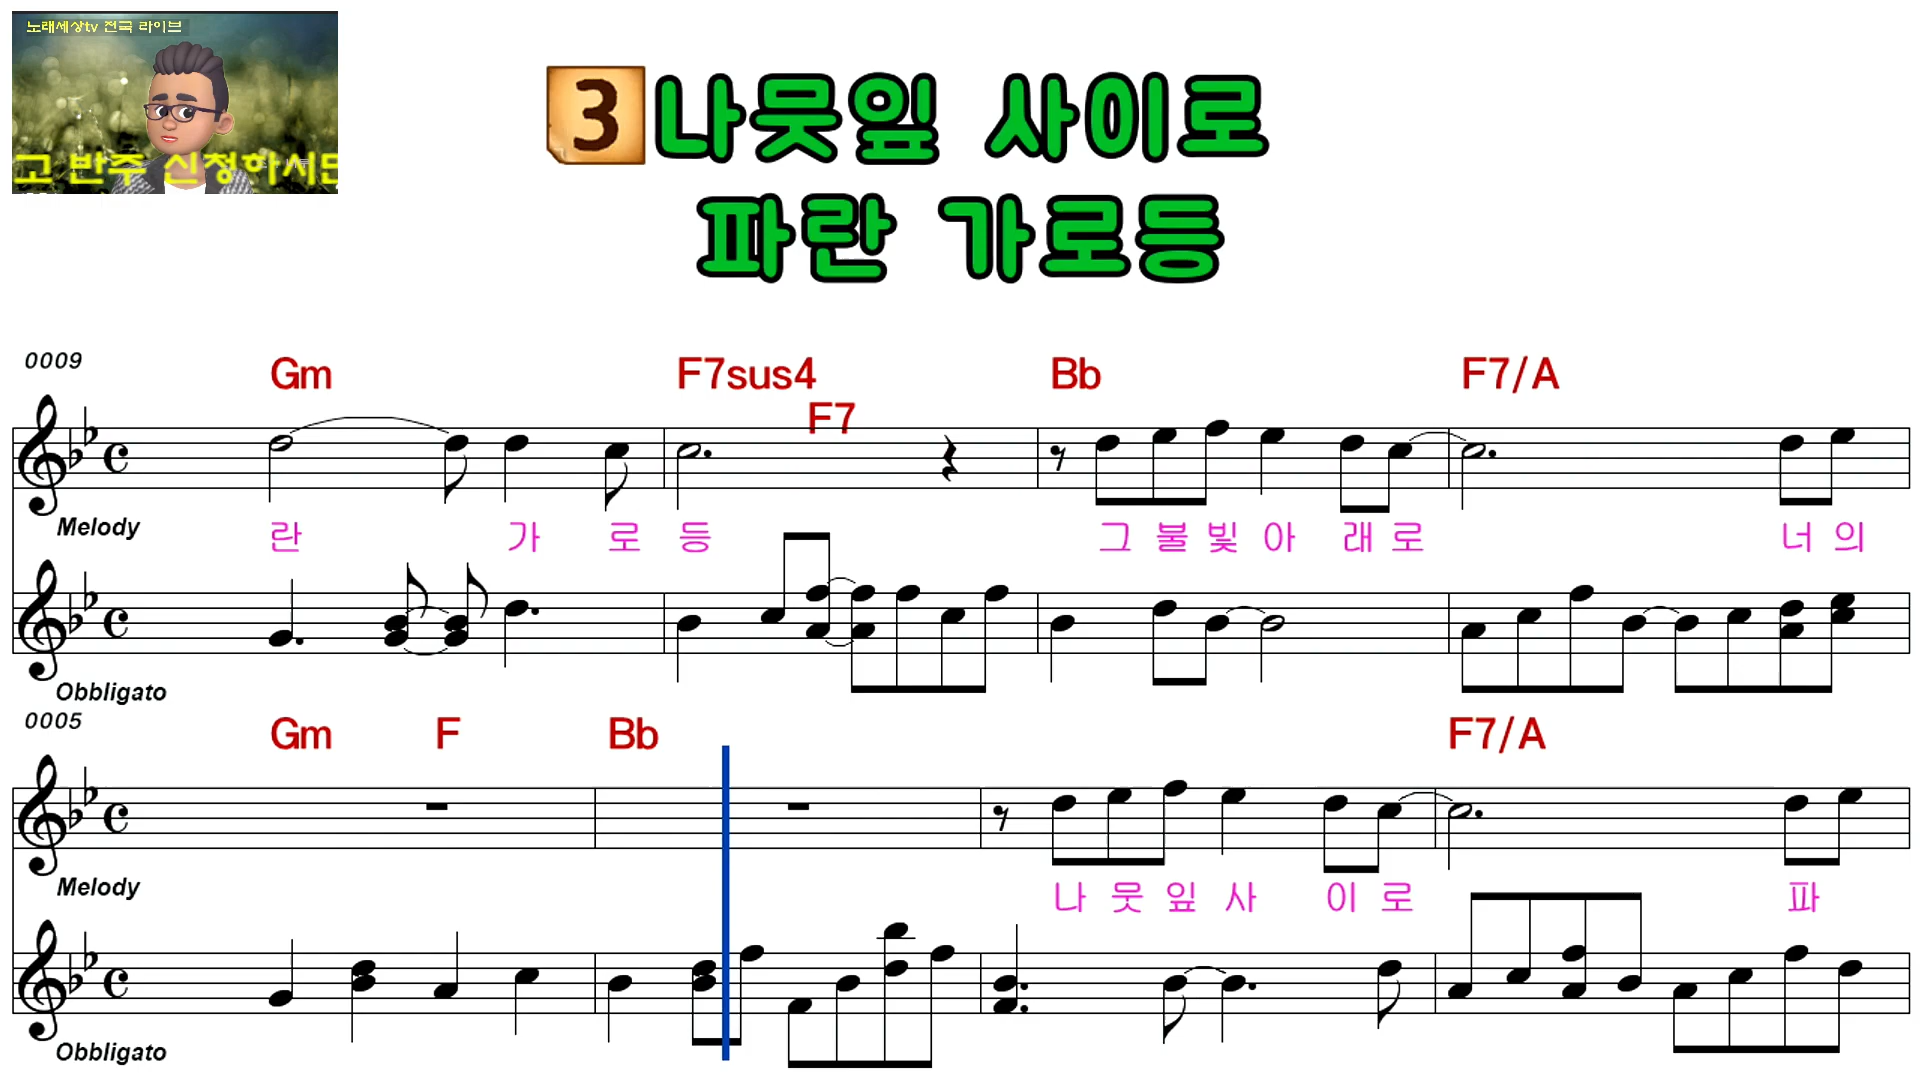 노래세상tv 전국 라이브
고 반주 신청하시면
3 나뭇잎 사이로
파란 가로등
0009
Gm F7sus4 F7 Bb F7/A
Melody
란 가 로 등 그 불 빛 아 래 로 너 의
Obbligato
0005
Gm F Bb F7/A
Melody
나 뭇 잎 사 이 로 파
Obbligato